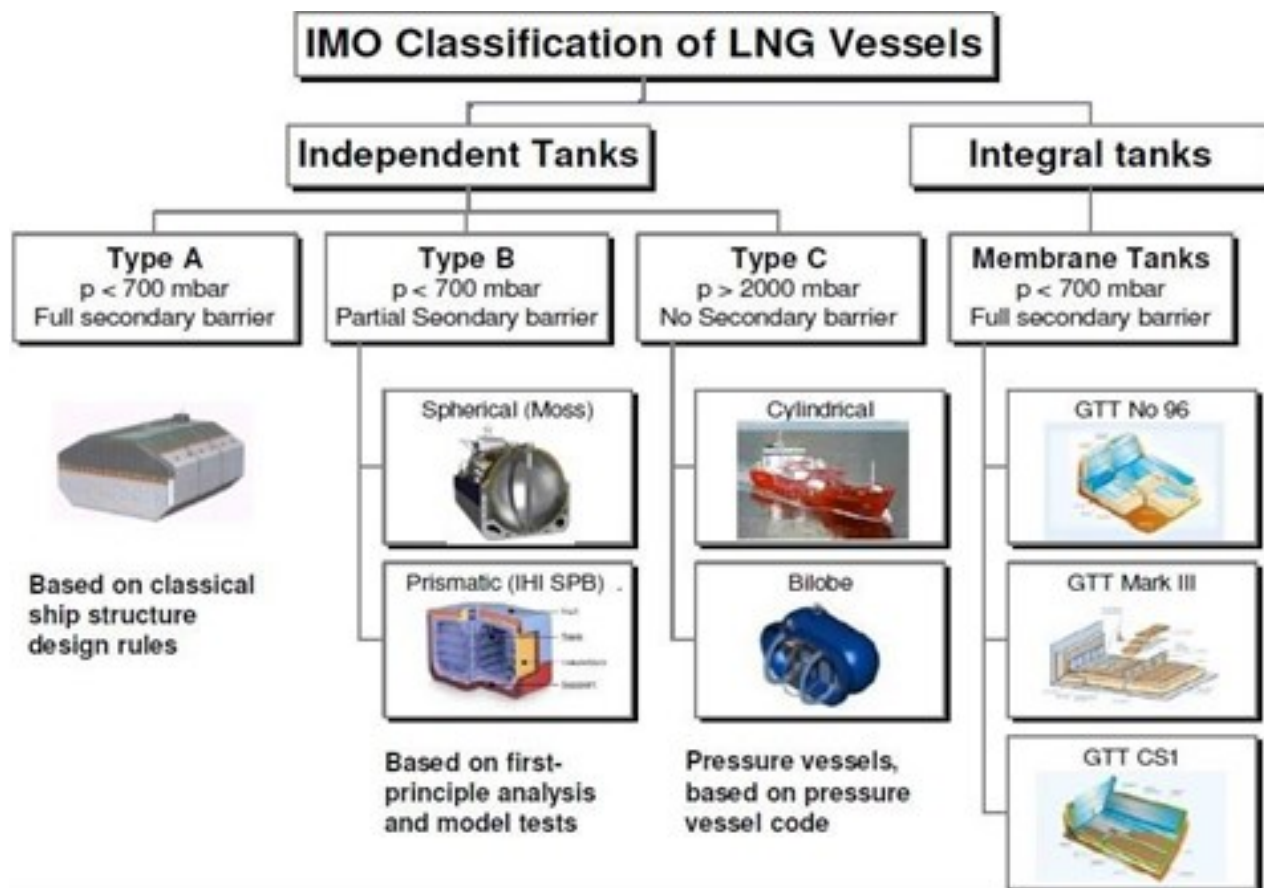 IMO Classification of LNG Vessels
Independent Tanks
Integral tanks
Type A
p < 700 mbar
Full secondary barrier
Type B
p < 700 mbar
Partial Seondary barrier
Type C
p > 2000 mbar
No Secondary barrier
Membrane Tanks
p < 700 mbar
Full secondary barrier
Based on classical
ship structure
design rules
Spherical (Moss)
Prismatic (IHI SPB) .
Based on first-
principle analysis
and model tests
Cylindrical
Bilobe
Pressure vessels,
based on pressure
vessel code
GTT No 96
GTT Mark III
GTT CS1